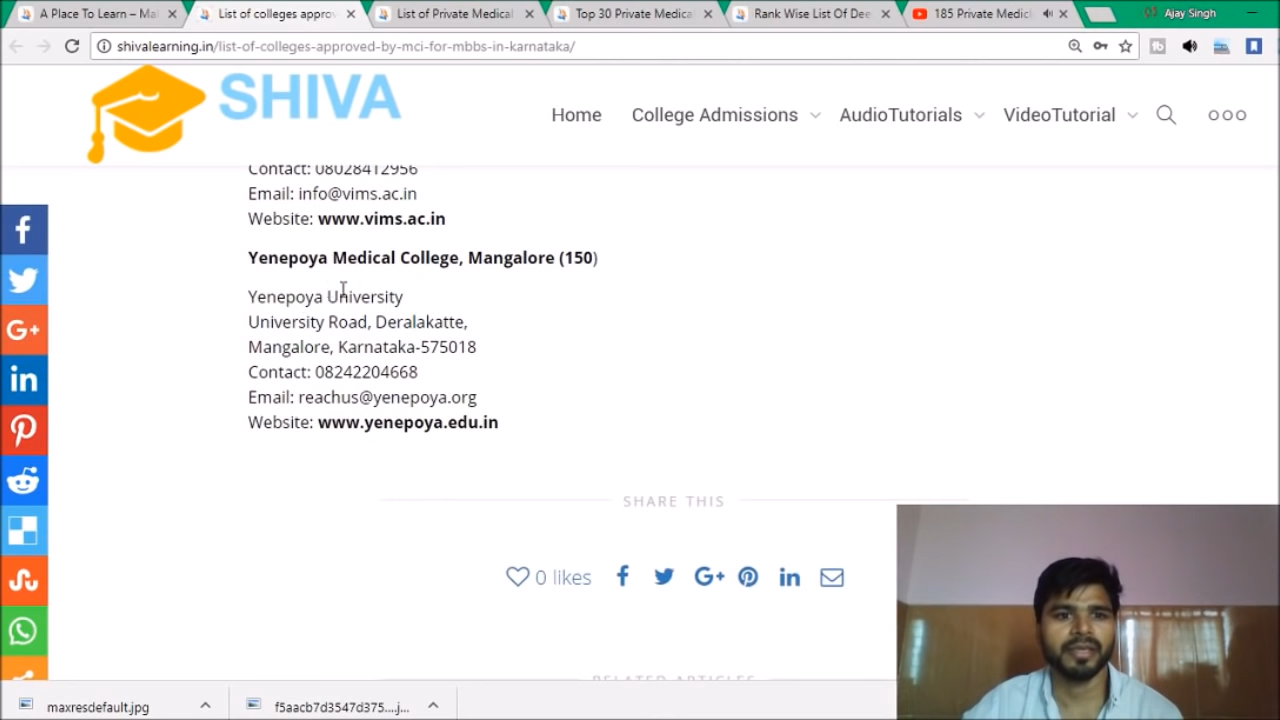 A Place To Learn – Ma
List of colleges approv
List of Private Medical
Top 30 Private Medica
Rank Wise List Of Dee
185 Private Medic
Ajay Singh
shivalearning.in/list-of-colleges-approved-by-mci-for-mbbs-in-karnataka/
SHIVA
Home
College Admissions
AudioTutorials
VideoTutorial
Contact: 08028412956
Email: info@vims.ac.in
Website: www.vims.ac.in
Yenepoya Medical College, Mangalore (150)
Yenepoya University
University Road, Deralakatte,
Mangalore, Karnataka-575018
Contact: 08242204668
Email: reachus@yenepoya.org
Website: www.yenepoya.edu.in
SHARE THIS
0 likes
RELATED ARTICLES
maxresdefault.jpg
f5aacb7d3547d375....j...